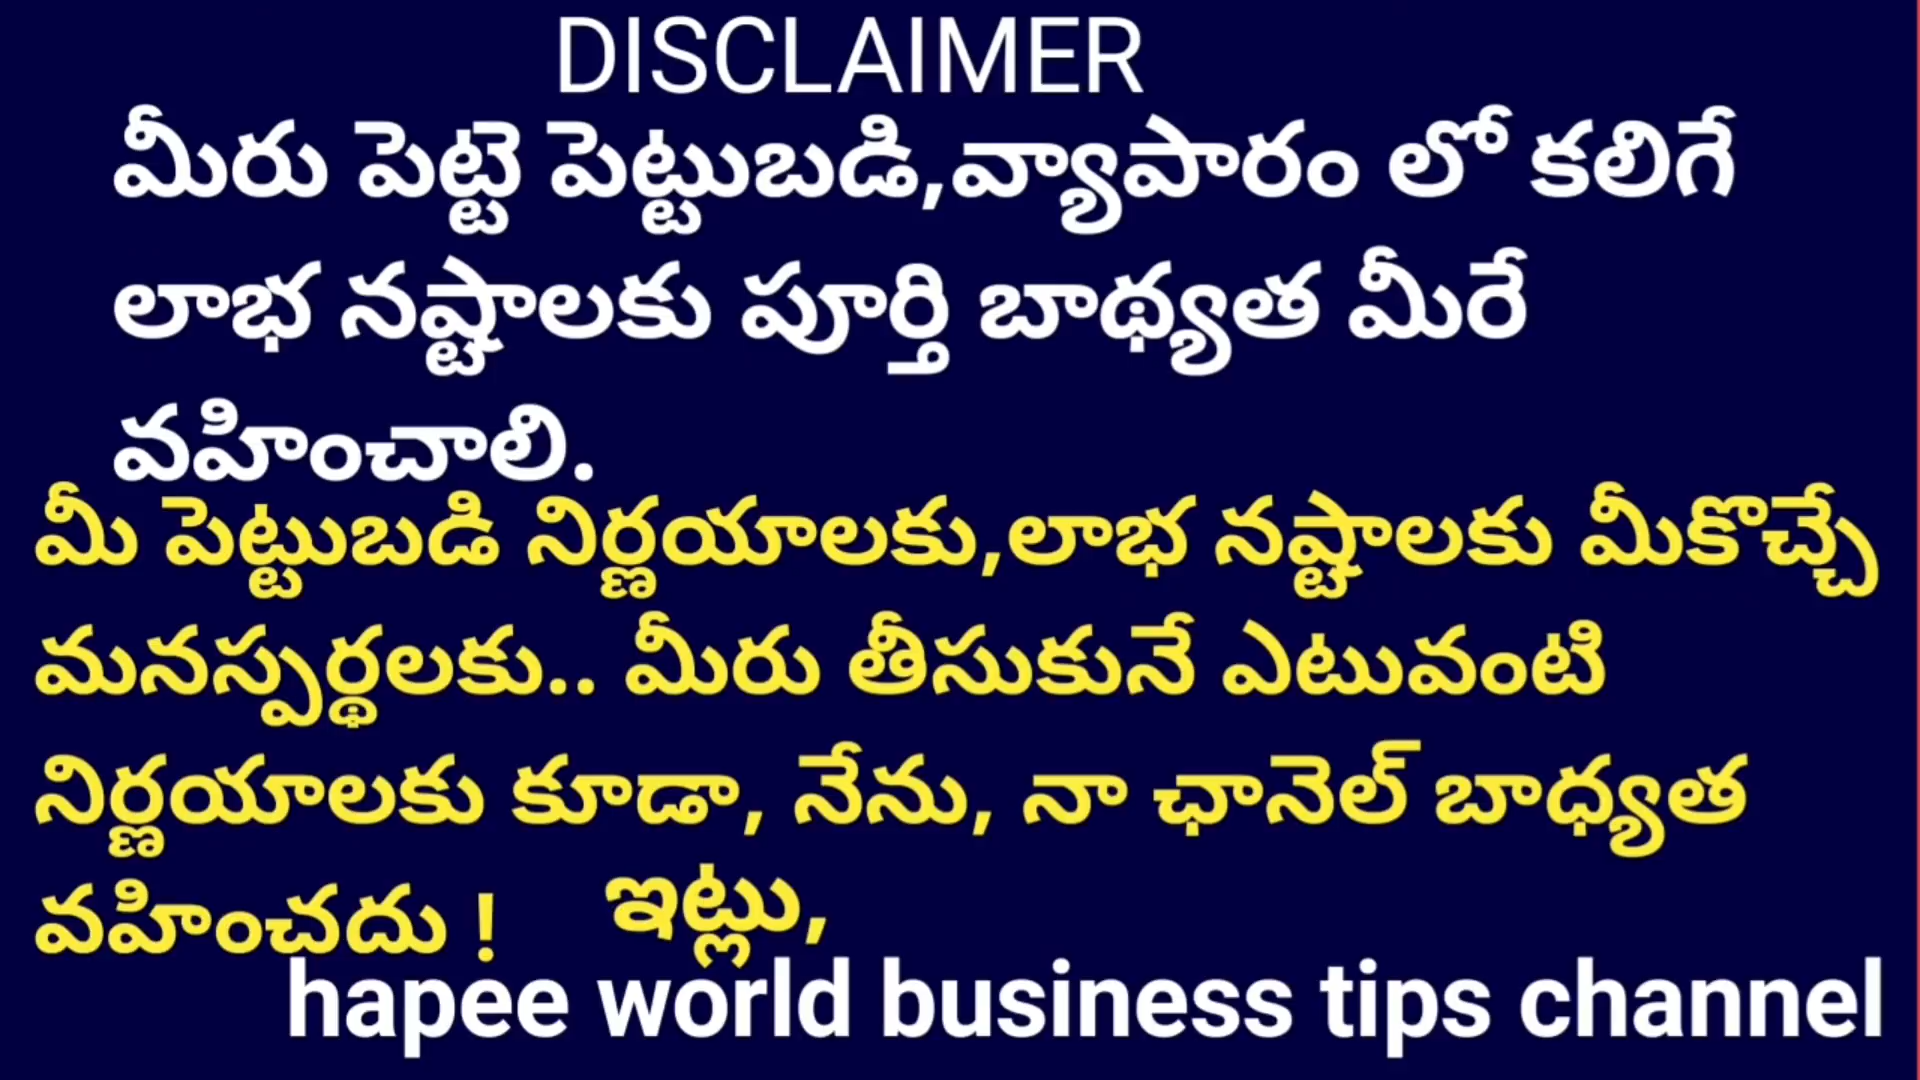 DISCLAIMER
మీరు పెట్టె పెట్టుబడి,వ్యాపారం లో కలిగే
లాభ నష్టాలకు పూర్తి బాథ్యత మీరే
వహించాలి.
మీ పెట్టుబడి నిర్ణయాలకు,లాభ నష్టాలకు మీకొచ్చే
మనస్పర్థలకు.. మీరు తీసుకునే ఎటువంటి
నిర్ణయాలకు కూడా, నేను, నా ఛానెల్ బాధ్యత
వహించదు ! ఇట్లు,
hapee world business tips channel